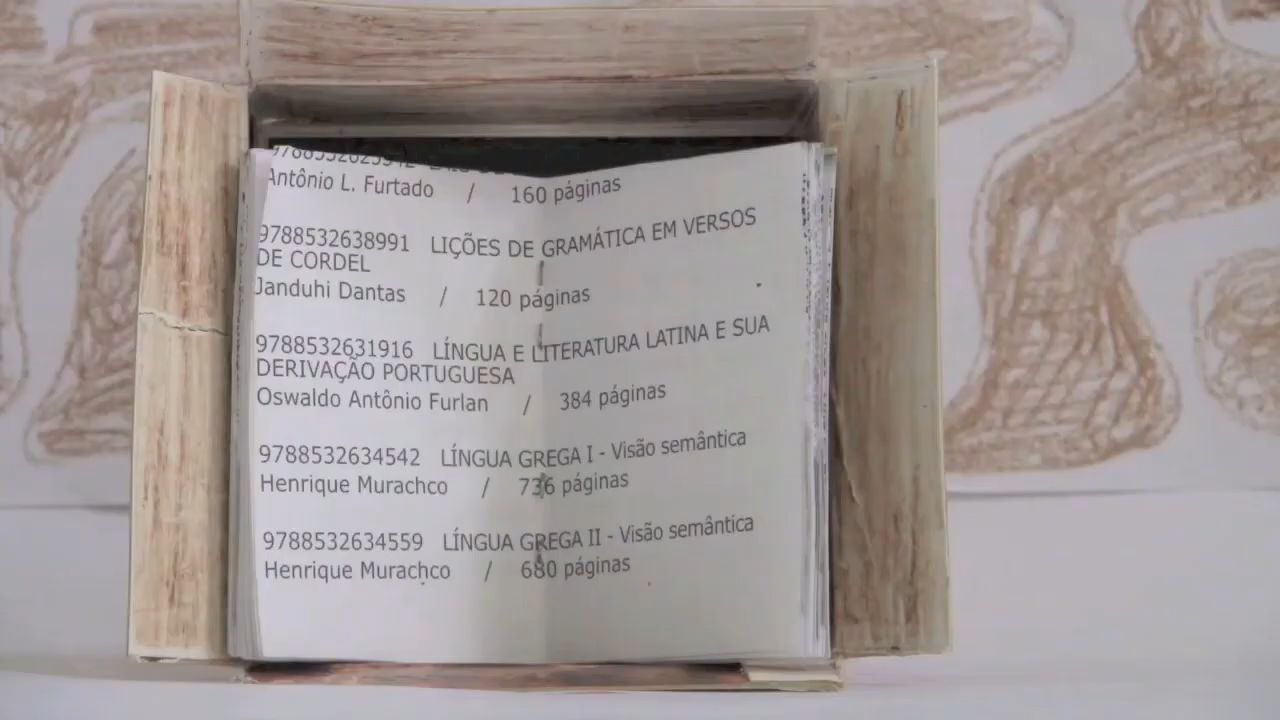 Antônio L. Furtado / 160 páginas
9788532638991 LIÇÕES DE GRAMÁTICA EM VERSOS
DE CORDEL
Janduhi Dantas / 120 páginas
9788532631916 LÍNGUA E LITERATURA LATINA E SUA
DERIVAÇÃO PORTUGUESA
Oswaldo Antônio Furlan / 384 páginas
9788532634542 LÍNGUA GREGA I - Visão semântica
Henrique Murachco / 736 páginas
9788532634559 LÍNGUA GREGA II - Visão semântica
Henrique Murachco / 680 páginas